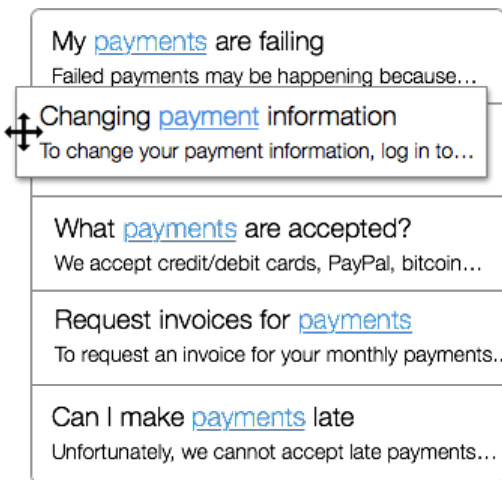 My payments are failing
Failed payments may be happening because...
Changing payment information
To change your payment information, log in to...
What payments are accepted?
We accept credit/debit cards, PayPal, bitcoin...
Request invoices for payments
To request an invoice for your monthly payments..
Can I make payments late
Unfortunately, we cannot accept late payments...